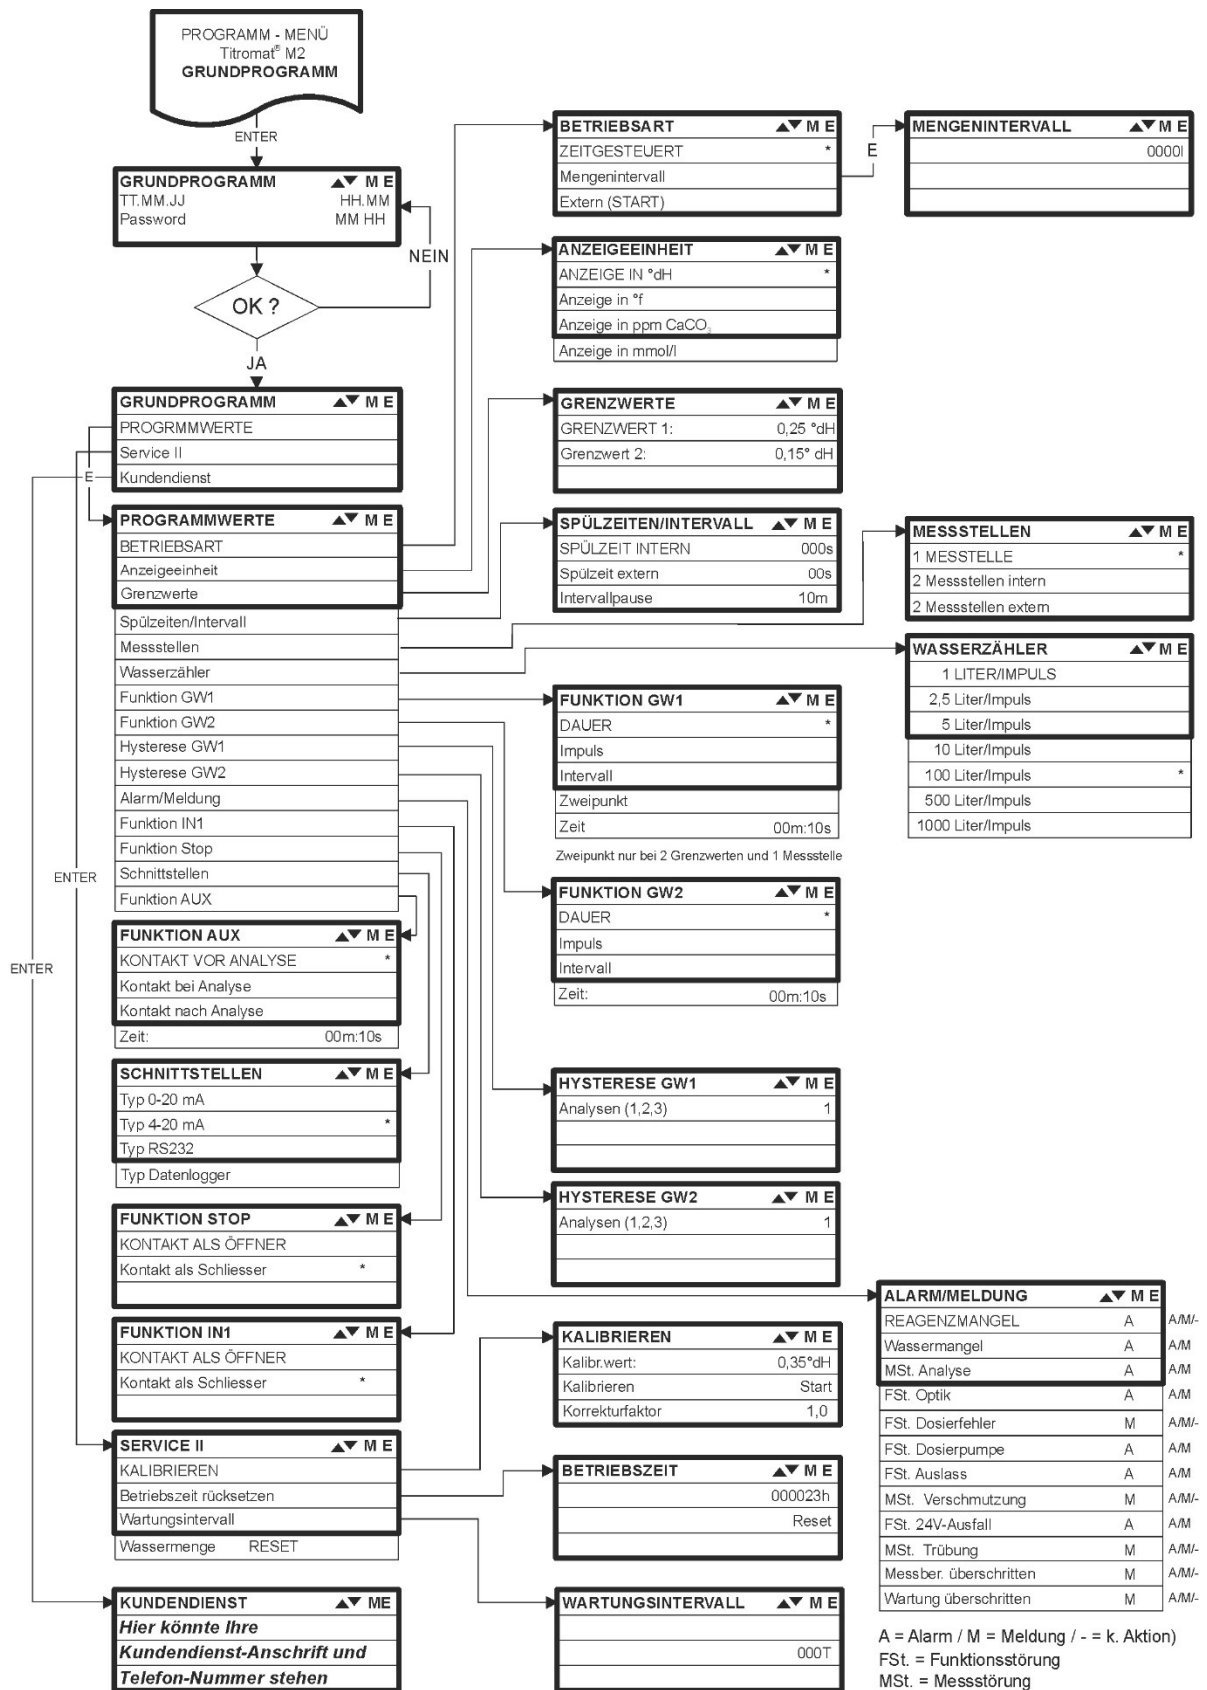 PROGRAMM - MENÜ
Titromat® M2
GRUNDPROGRAMM
ENTER
GRUNDPROGRAMM ▲▼ M E
TT.MM.JJ HH.MM
Password MM HH
NEIN
OK ?
JA
GRUNDPROGRAMM ▲▼ M E
PROGRMMWERTE
Service II
Kundendienst
E
PROGRAMMWERTE ▲▼ M E
BETRIEBSART
Anzeigeeinheit
Grenzwerte
Spülzeiten/Intervall
Messstellen
Wasserzähler
Funktion GW1
Funktion GW2
Hysterese GW1
Hysterese GW2
Alarm/Meldung
Funktion IN1
Funktion Stop
Schnittstellen
Funktion AUX
ENTER
ENTER
FUNKTION AUX ▲▼ M E
KONTAKT VOR ANALYSE *
Kontakt bei Analyse
Kontakt nach Analyse
Zeit: 00m:10s
SCHNITTSTELLEN ▲▼ M E
Typ 0-20 mA
Typ 4-20 mA *
Typ RS232
Typ Datenlogger
FUNKTION STOP ▲▼ M E
KONTAKT ALS ÖFFNER
Kontakt als Schliesser *
FUNKTION IN1 ▲▼ M E
KONTAKT ALS ÖFFNER
Kontakt als Schliesser *
SERVICE II ▲▼ M E
KALIBRIEREN
Betriebszeit rücksetzen
Wartungsintervall
Wassermenge RESET
KUNDENDIENST ▲▼ ME
Hier könnte Ihre
Kundendienst-Anschrift und
Telefon-Nummer stehen
BETRIEBSART ▲▼ M E
ZEITGESTEUERT *
Mengenintervall
Extern (START)
E
MENGENINTERVALL ▲▼ M E
0000l
ANZEIGEEINHEIT ▲▼ M E
ANZEIGE IN °dH *
Anzeige in °f
Anzeige in ppm CaCO₃
Anzeige in mmol/l
GRENZWERTE ▲▼ M E
GRENZWERT 1: 0,25 °dH
Grenzwert 2: 0,15° dH
SPÜLZEITEN/INTERVALL ▲▼ M E
SPÜLZEIT INTERN 000s
Spülzeit extern 00s
Intervallpause 10m
MESSSTELLEN ▲▼ M E
1 MESSTELLE *
2 Messstellen intern
2 Messstellen extern
WASSERZÄHLER ▲▼ M E
1 LITER/IMPULS
2,5 Liter/Impuls
5 Liter/Impuls
10 Liter/Impuls
100 Liter/Impuls *
500 Liter/Impuls
1000 Liter/Impuls
FUNKTION GW1 ▲▼ M E
DAUER *
Impuls
Intervall
Zweipunkt
Zeit 00m:10s
Zweipunkt nur bei 2 Grenzwerten und 1 Messstelle
FUNKTION GW2 ▲▼ M E
DAUER *
Impuls
Intervall
Zeit: 00m:10s
HYSTERESE GW1 ▲▼ M E
Analysen (1,2,3) 1
HYSTERESE GW2 ▲▼ M E
Analysen (1,2,3) 1
KALIBRIEREN ▲▼ M E
Kalibr.wert: 0,35°dH
Kalibrieren Start
Korrekturfaktor 1,0
BETRIEBSZEIT ▲▼ M E
000023h
Reset
WARTUNGSINTERVALL ▲▼ M E
000T
ALARM/MELDUNG ▲▼ M E
REAGENZMANGEL A A/M/-
Wassermangel A A/M
MSt. Analyse A A/M
FSt. Optik A A/M
FSt. Dosierfehler M A/M/-
FSt. Dosierpumpe A A/M
FSt. Auslass A A/M
MSt. Verschmutzung M A/M/-
FSt. 24V-Ausfall A A/M
MSt. Trübung M A/M/-
Messber. überschritten M A/M/-
Wartung überschritten M A/M/-
A = Alarm / M = Meldung / - = k. Aktion)
FSt. = Funktionsstörung
MSt. = Messstörung